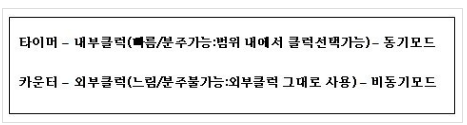 타이머 – 내부클럭(빠름/분주가능:범위 내에서 클럭선택가능) – 동기모드
카운터 – 외부클럭(느림/분주불가능:외부클럭 그대로 사용) – 비동기모드